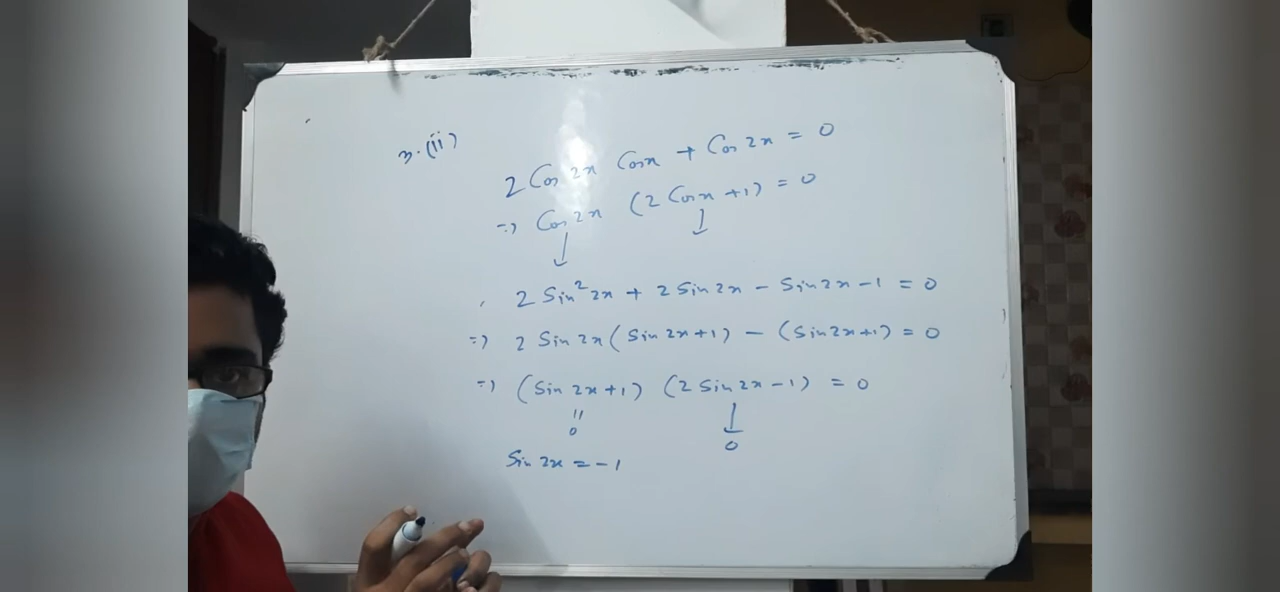 3.(ii)
2 Cos 2x Cosx + Cos 2x = 0
=> Cos 2x (2 Cosx +1) = 0
2 Sin² 2x + 2 Sin 2x - Sin 2x - 1 = 0
=> 2 Sin 2x (Sin 2x + 1) - (Sin 2x + 1) = 0
=> (Sin 2x + 1) (2 Sin 2x - 1) = 0
0 0
Sin 2x = -1